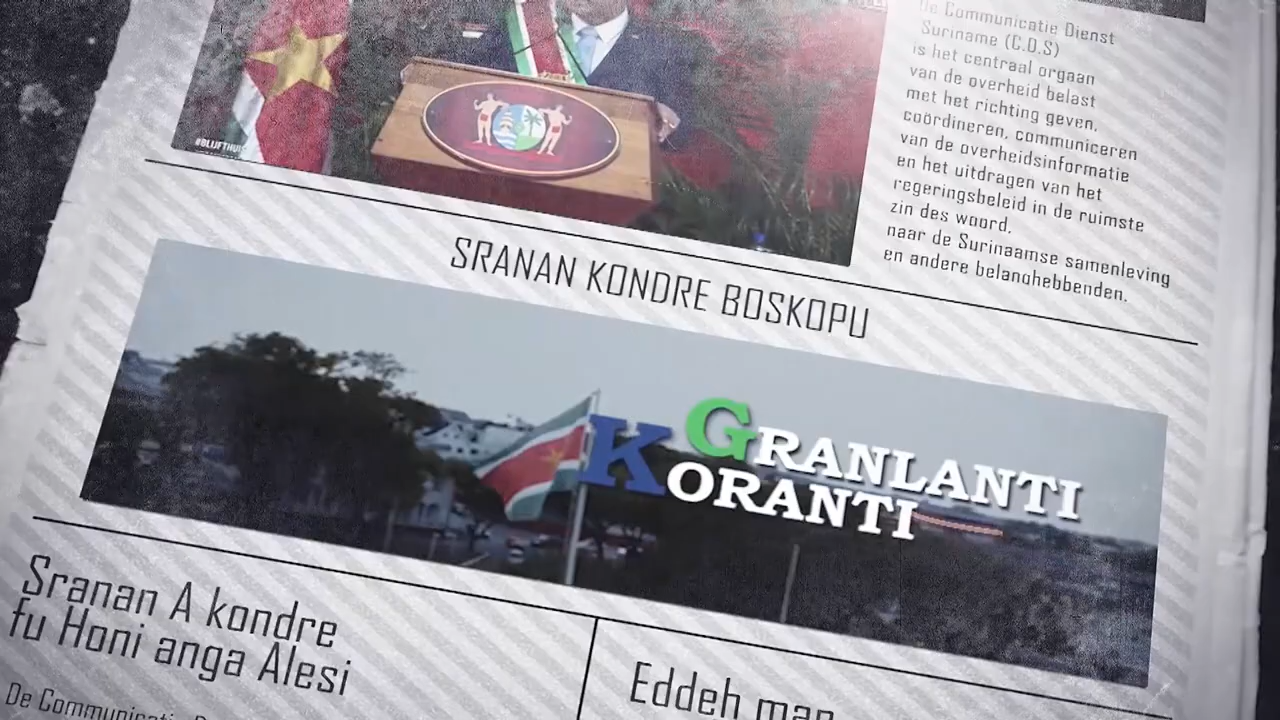 De Communicatie Dienst
Suriname (C.D.S)
is het centraal orgaan
van de overheid belast
met het richting geven,
coördineren, communiceren
van de overheidsinformatie
en het uitdragen van het
regeringsbeleid in de ruimste
zin des woord.
naar de Surinaamse samenleving
en andere belanghebbenden.
#BLIJFTHUIS
SRANAN KONDRE BOSKOPU
GRANLANTI
KORANTI
Sranan A kondre
fu Honi anga Alesi
Eddeh man
De